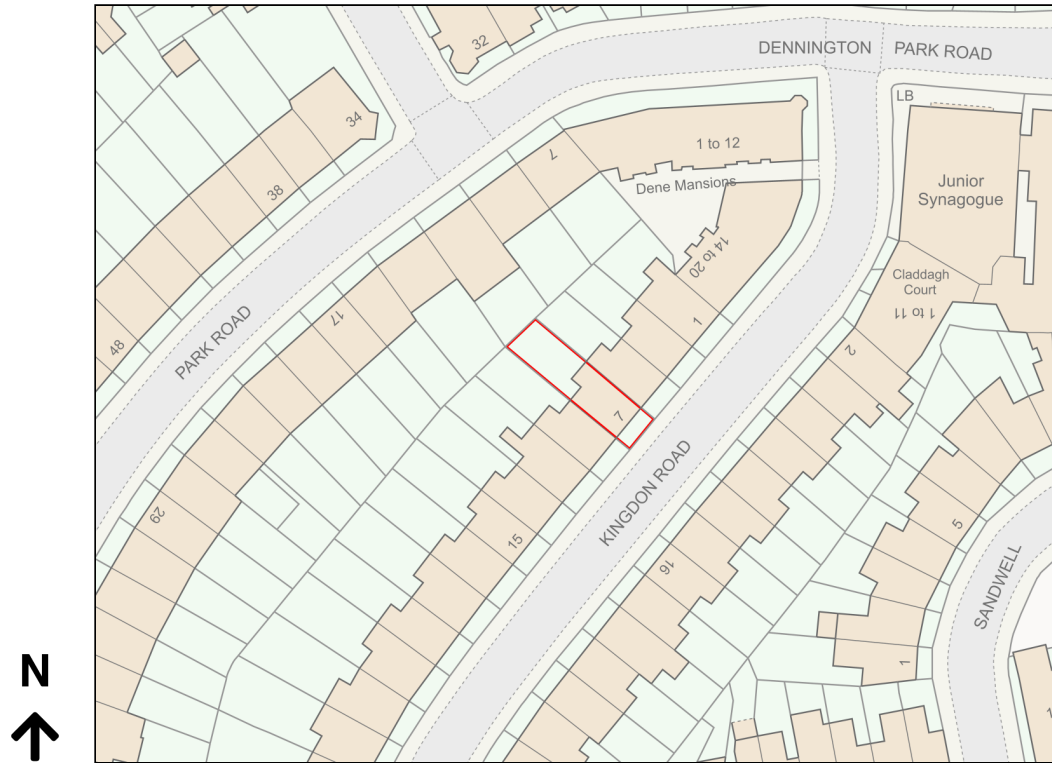 32
DENNINGTON PARK ROAD
LB
34
7
1 to 12
Dene Mansions
Junior
Synagogue
38
14 to 20
Claddagh
Court
1 to 11
17
1
48
PARK ROAD
2
7
KINGDON ROAD
29
15
16
5
SANDWELL
1
N